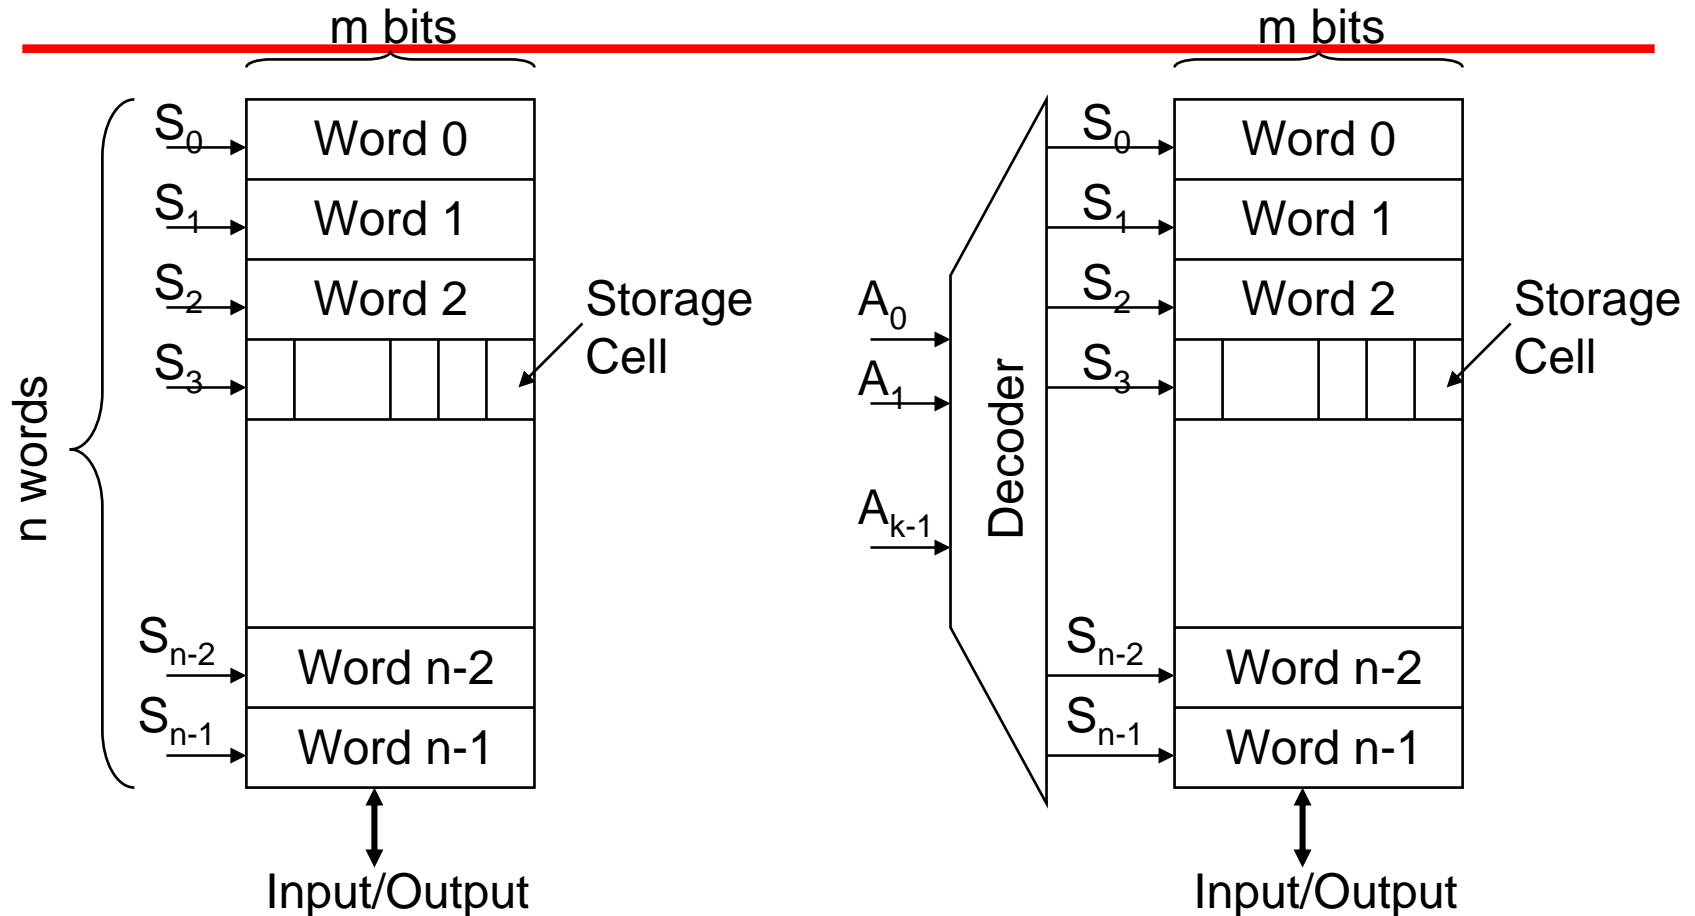 m bits
n words
S0
Word 0
S1
Word 1
S2
Word 2
S3
Storage
Cell
Sn-2
Word n-2
Sn-1
Word n-1
Input/Output
m bits
A0
A1
Ak-1
Decoder
S0
Word 0
S1
Word 1
S2
Word 2
S3
Storage
Cell
Sn-2
Word n-2
Sn-1
Word n-1
Input/Output